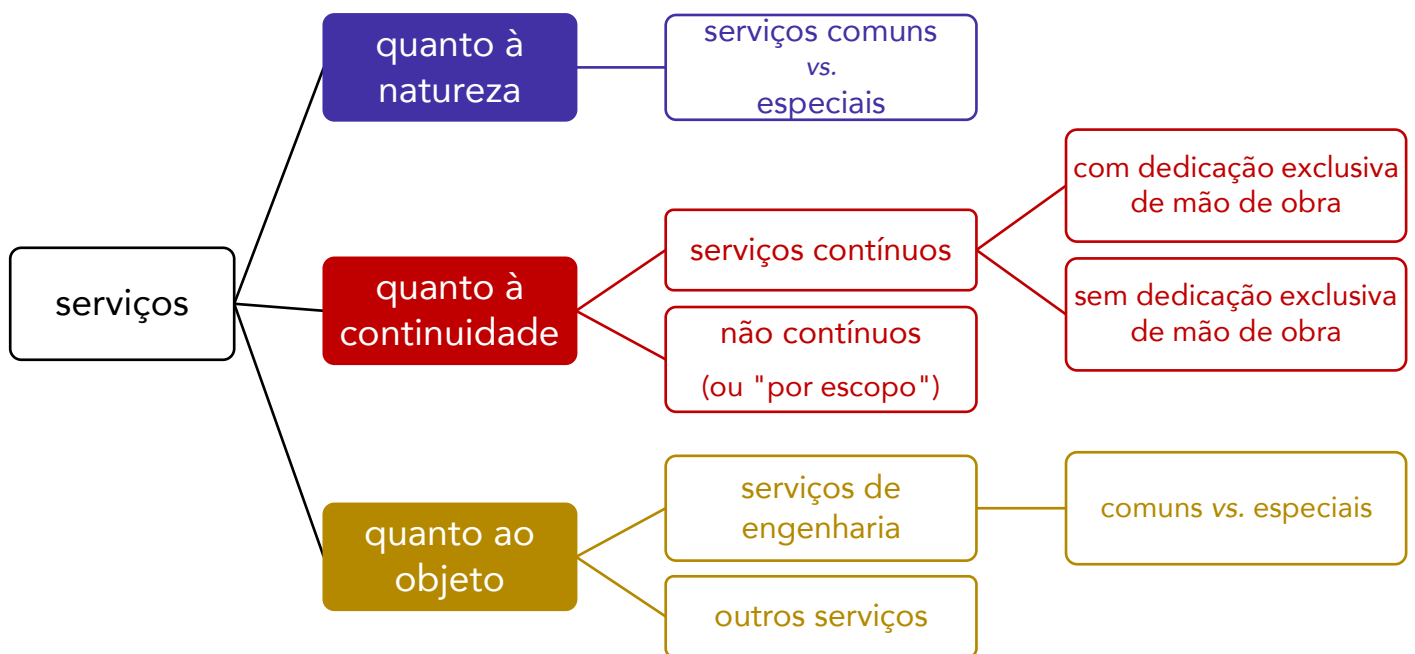 serviços
quanto à
natureza
serviços comuns
vs.
especiais
quanto à
continuidade
serviços contínuos
com dedicação exclusiva
de mão de obra
sem dedicação exclusiva
de mão de obra
não contínuos
(ou "por escopo")
quanto ao
objeto
serviços de
engenharia
comuns vs. especiais
outros serviços